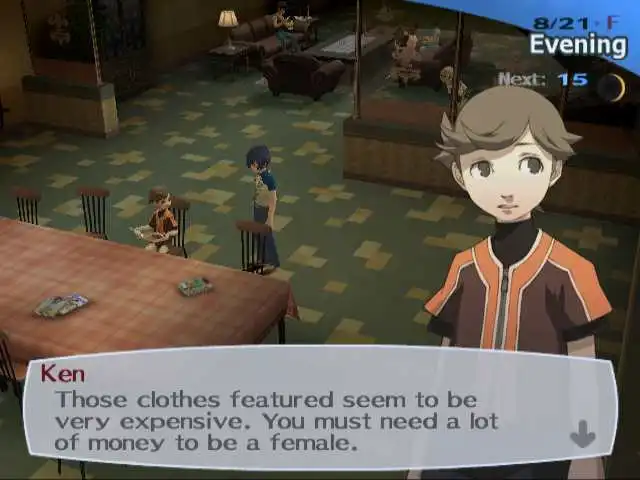 8/21 · F
Evening
Next: 15
Ken
Those clothes featured seem to be
very expensive. You must need a lot
of money to be a female.